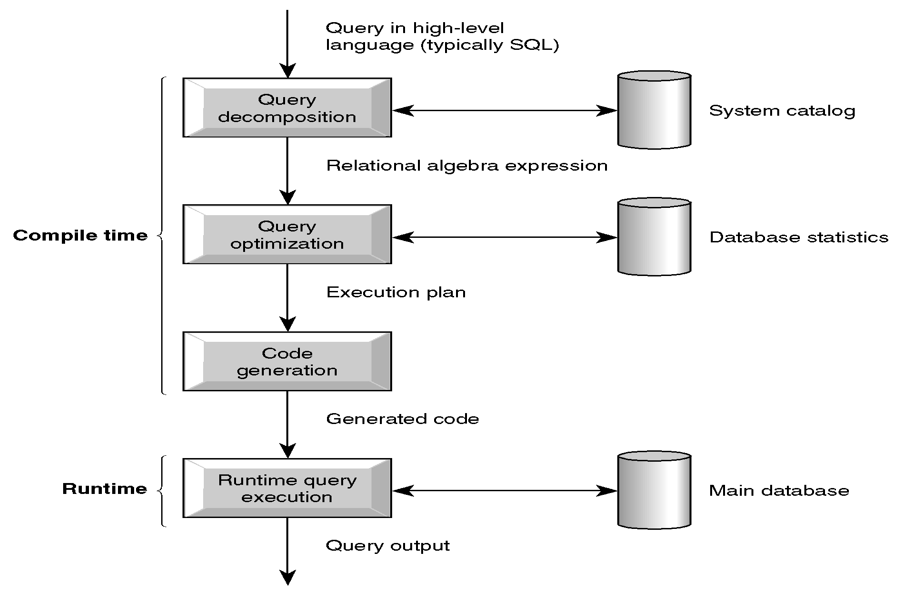 Query in high-level
language (typically SQL)
Query
decomposition
System catalog
Relational algebra expression
Compile time
Query
optimization
Database statistics
Execution plan
Code
generation
Generated code
Runtime
Runtime query
execution
Main database
Query output